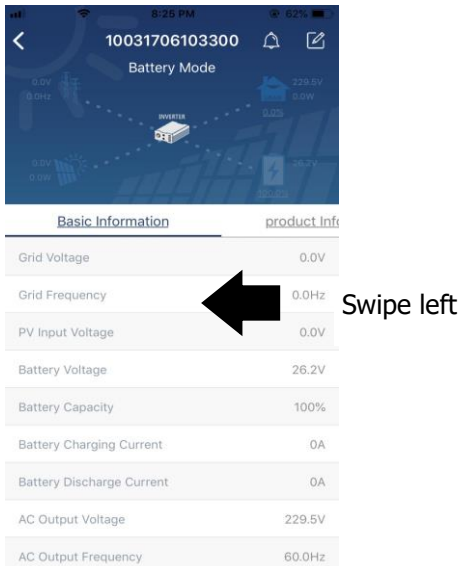 8:25 PM 62%
10031706103300
Battery Mode
0.0V
0.0Hz
229.5V
0.0W
0.0%
INVERTER
0.0V
0.0W
26.2V
100.0%
Basic Information product Info
Grid Voltage 0.0V
Grid Frequency 0.0Hz
Swipe left
PV Input Voltage 0.0V
Battery Voltage 26.2V
Battery Capacity 100%
Battery Charging Current 0A
Battery Discharge Current 0A
AC Output Voltage 229.5V
AC Output Frequency 60.0Hz